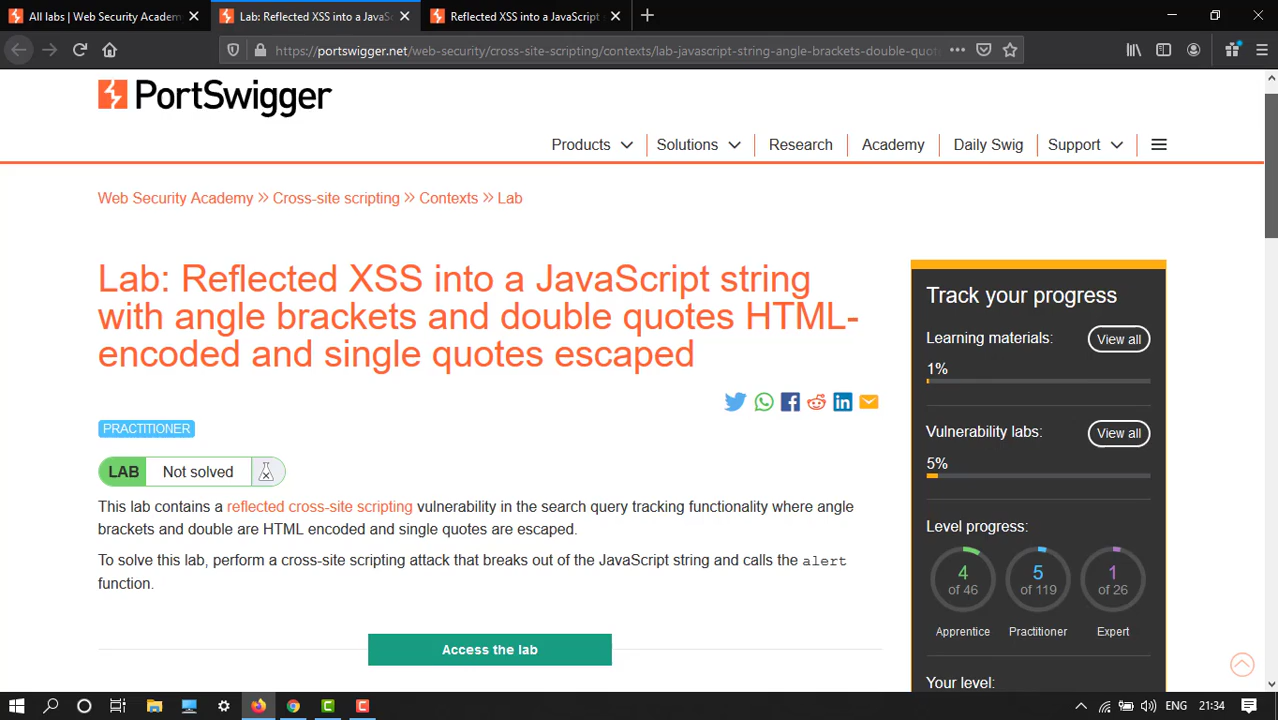 All labs | Web Security Academ
Lab: Reflected XSS into a JavaSc
Reflected XSS into a JavaScript
https://portswigger.net/web-security/cross-site-scripting/contexts/lab-javascript-string-angle-brackets-double-quot
PortSwigger
Products
Solutions
Research
Academy
Daily Swig
Support
Web Security Academy
Cross-site scripting
Contexts
Lab
Lab: Reflected XSS into a JavaScript string
with angle brackets and double quotes HTML-
encoded and single quotes escaped
PRACTITIONER
LAB Not solved
This lab contains a reflected cross-site scripting vulnerability in the search query tracking functionality where angle
brackets and double are HTML encoded and single quotes are escaped.
To solve this lab, perform a cross-site scripting attack that breaks out of the JavaScript string and calls the alert
function.
Access the lab
Track your progress
Learning materials: View all
1%
Vulnerability labs: View all
5%
Level progress:
4 5 1
of 46 of 119 of 26
Apprentice Practitioner Expert
Your level:
ENG 21:34